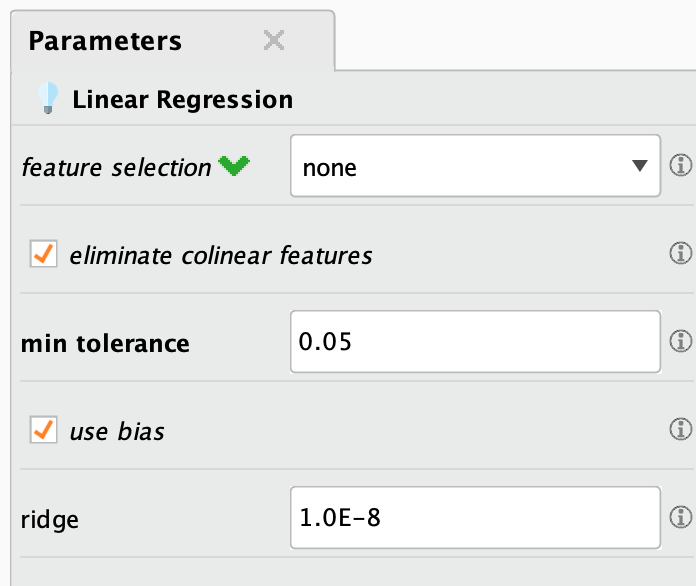 Parameters
Linear Regression
feature selection none
eliminate colinear features
min tolerance 0.05
use bias
ridge 1.0E-8